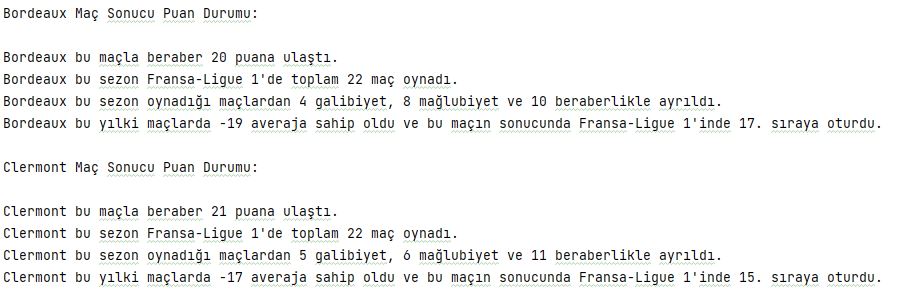 Bordeaux Maç Sonucu Puan Durumu:
Bordeaux bu maçla beraber 20 puana ulaştı.
Bordeaux bu sezon Fransa-Ligue 1'de toplam 22 maç oynadı.
Bordeaux bu sezon oynadığı maçlardan 4 galibiyet, 8 mağlubiyet ve 10 beraberlikle ayrıldı.
Bordeaux bu yılki maçlarda -19 averaja sahip oldu ve bu maçın sonucunda Fransa-Ligue 1'inde 17. sıraya oturdu.
Clermont Maç Sonucu Puan Durumu:
Clermont bu maçla beraber 21 puana ulaştı.
Clermont bu sezon Fransa-Ligue 1'de toplam 22 maç oynadı.
Clermont bu sezon oynadığı maçlardan 5 galibiyet, 6 mağlubiyet ve 11 beraberlikle ayrıldı.
Clermont bu yılki maçlarda -17 averaja sahip oldu ve bu maçın sonucunda Fransa-Ligue 1'inde 15. sıraya oturdu.